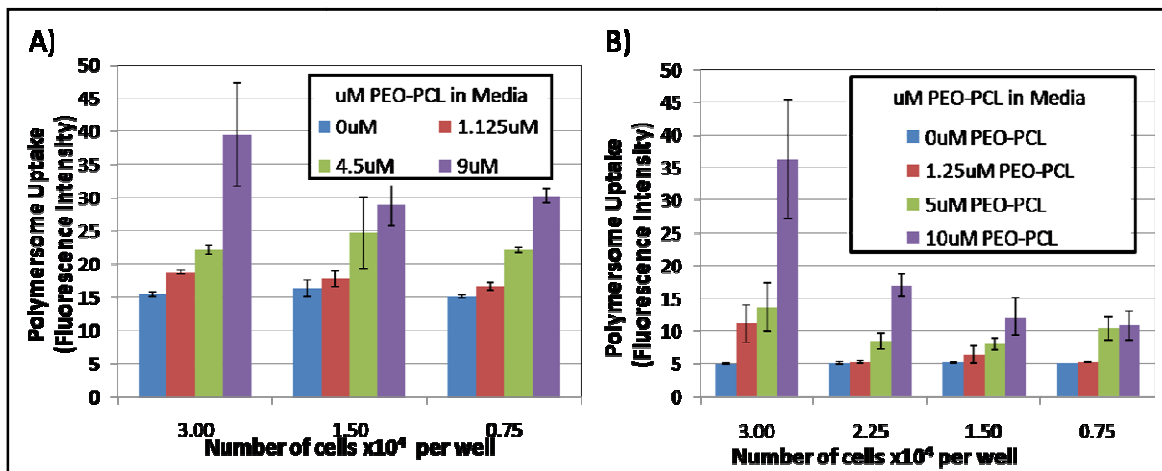 A)
Polymersome Uptake
(Fluorescence Intensity)
50
45
40
35
30
25
20
15
10
5
0
uM PEO-PCL in Media
0uM 1.125uM
4.5uM 9uM
3.00 1.50 0.75
Number of cells x10⁴ per well
B)
Polymersome Uptake
(Fluorescence Intensity)
50
45
40
35
30
25
20
15
10
5
0
uM PEO-PCL in Media
0uM PEO-PCL
1.25uM PEO-PCL
5uM PEO-PCL
10uM PEO-PCL
3.00 2.25 1.50 0.75
Number of cells x10⁴ per well